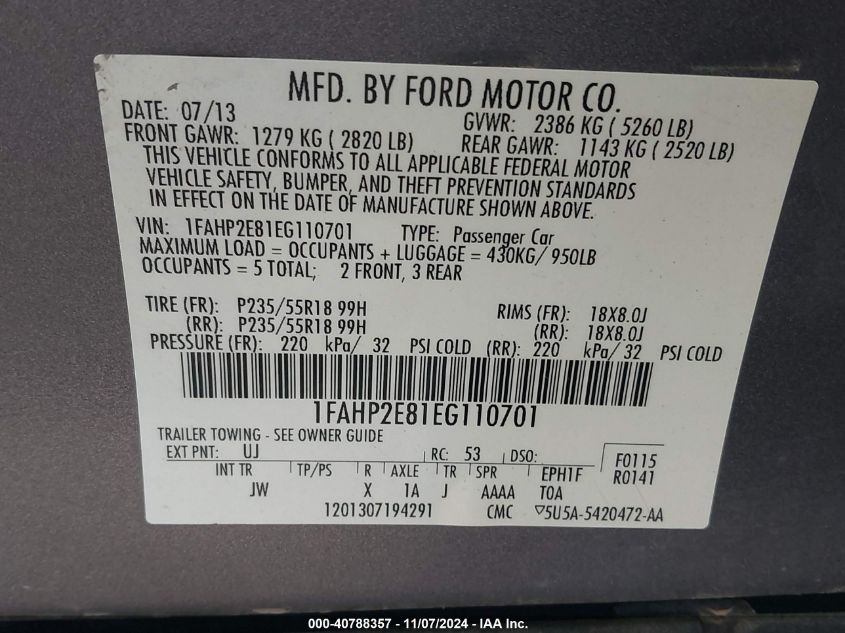 MFD. BY FORD MOTOR CO.
DATE: 07/13 GVWR: 2386 KG ( 5260 LB)
FRONT GAWR: 1279 KG ( 2820 LB) REAR GAWR: 1143 KG ( 2520 LB)
THIS VEHICLE CONFORMS TO ALL APPLICABLE FEDERAL MOTOR
VEHICLE SAFETY, BUMPER, AND THEFT PREVENTION STANDARDS
IN EFFECT ON THE DATE OF MANUFACTURE SHOWN ABOVE.
VIN: 1FAHP2E81EG110701 TYPE: Passenger Car
MAXIMUM LOAD = OCCUPANTS + LUGGAGE = 430KG/ 950LB
OCCUPANTS = 5 TOTAL; 2 FRONT, 3 REAR
TIRE (FR): P235/55R18 99H RIMS (FR): 18X8.0J
(RR): P235/55R18 99H (RR): 18X8.0J
PRESSURE (FR): 220 kPa/ 32 PSI COLD (RR): 220 kPa/ 32 PSI COLD
1FAHP2E81EG110701
TRAILER TOWING - SEE OWNER GUIDE
EXT PNT: UJ RC: 53 DSO: F0115
INT TR TP/PS R AXLE TR SPR EPH1F R0141
JW X 1A J AAAA T0A
1201307194291 CMC ▽5U5A-5420472-AA
000-40788357 - 11/07/2024 - IAA Inc.